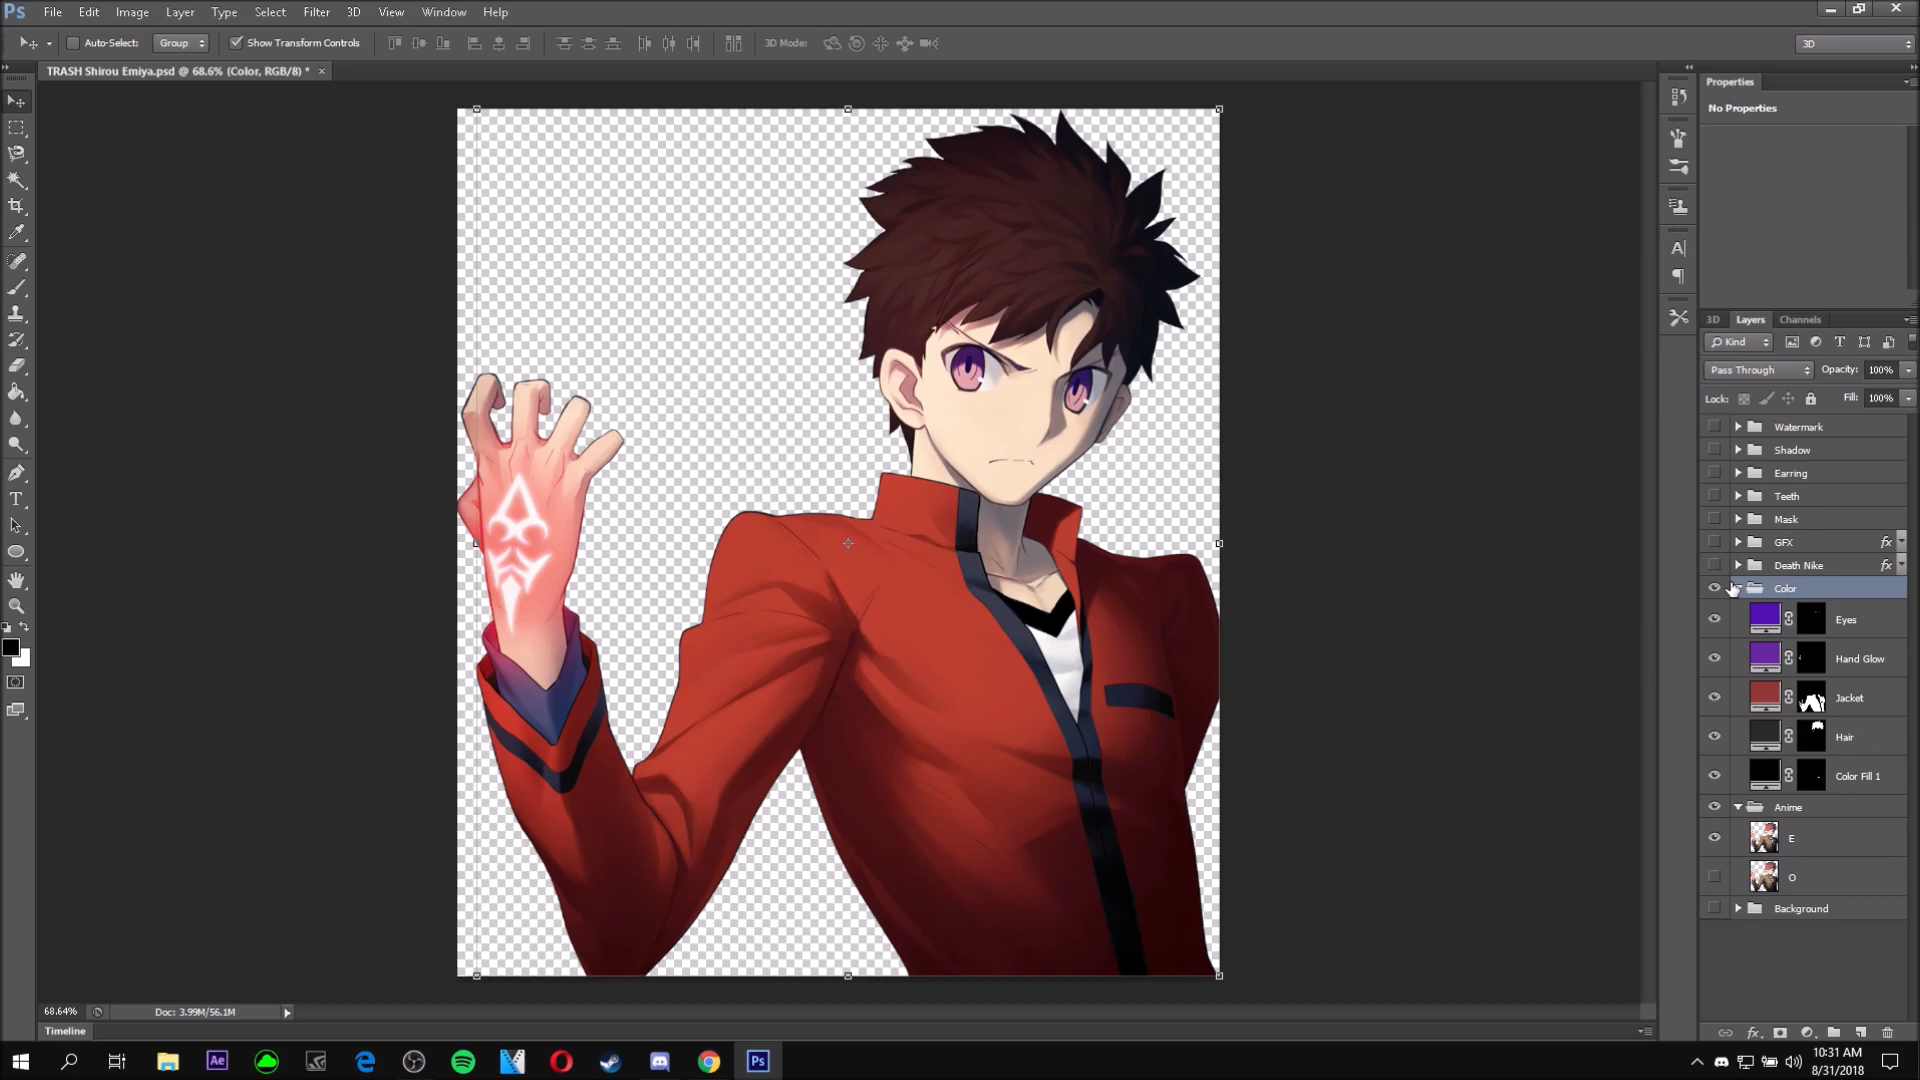 Ps File Edit Image Layer Type Select Filter 3D View Window Help
Auto-Select: Group Show Transform Controls 3D Mode: 3D
TRASH Shirou Emiya.psd @ 68.6% (Color, RGB/8) * ×
Properties
No Properties
3D Layers Channels
Kind
Pass Through Opacity: 100%
Lock: Fill: 100%
Watermark
Shadow
Earring
Teeth
Mask
GFX fx
Death Nike fx
Color
Eyes
Hand Glow
Jacket
Hair
Color Fill 1
Anime
E
O
Background
68.64% Doc: 3.99M/56.1M
Timeline
Ae Ps
10:31 AM
8/31/2018